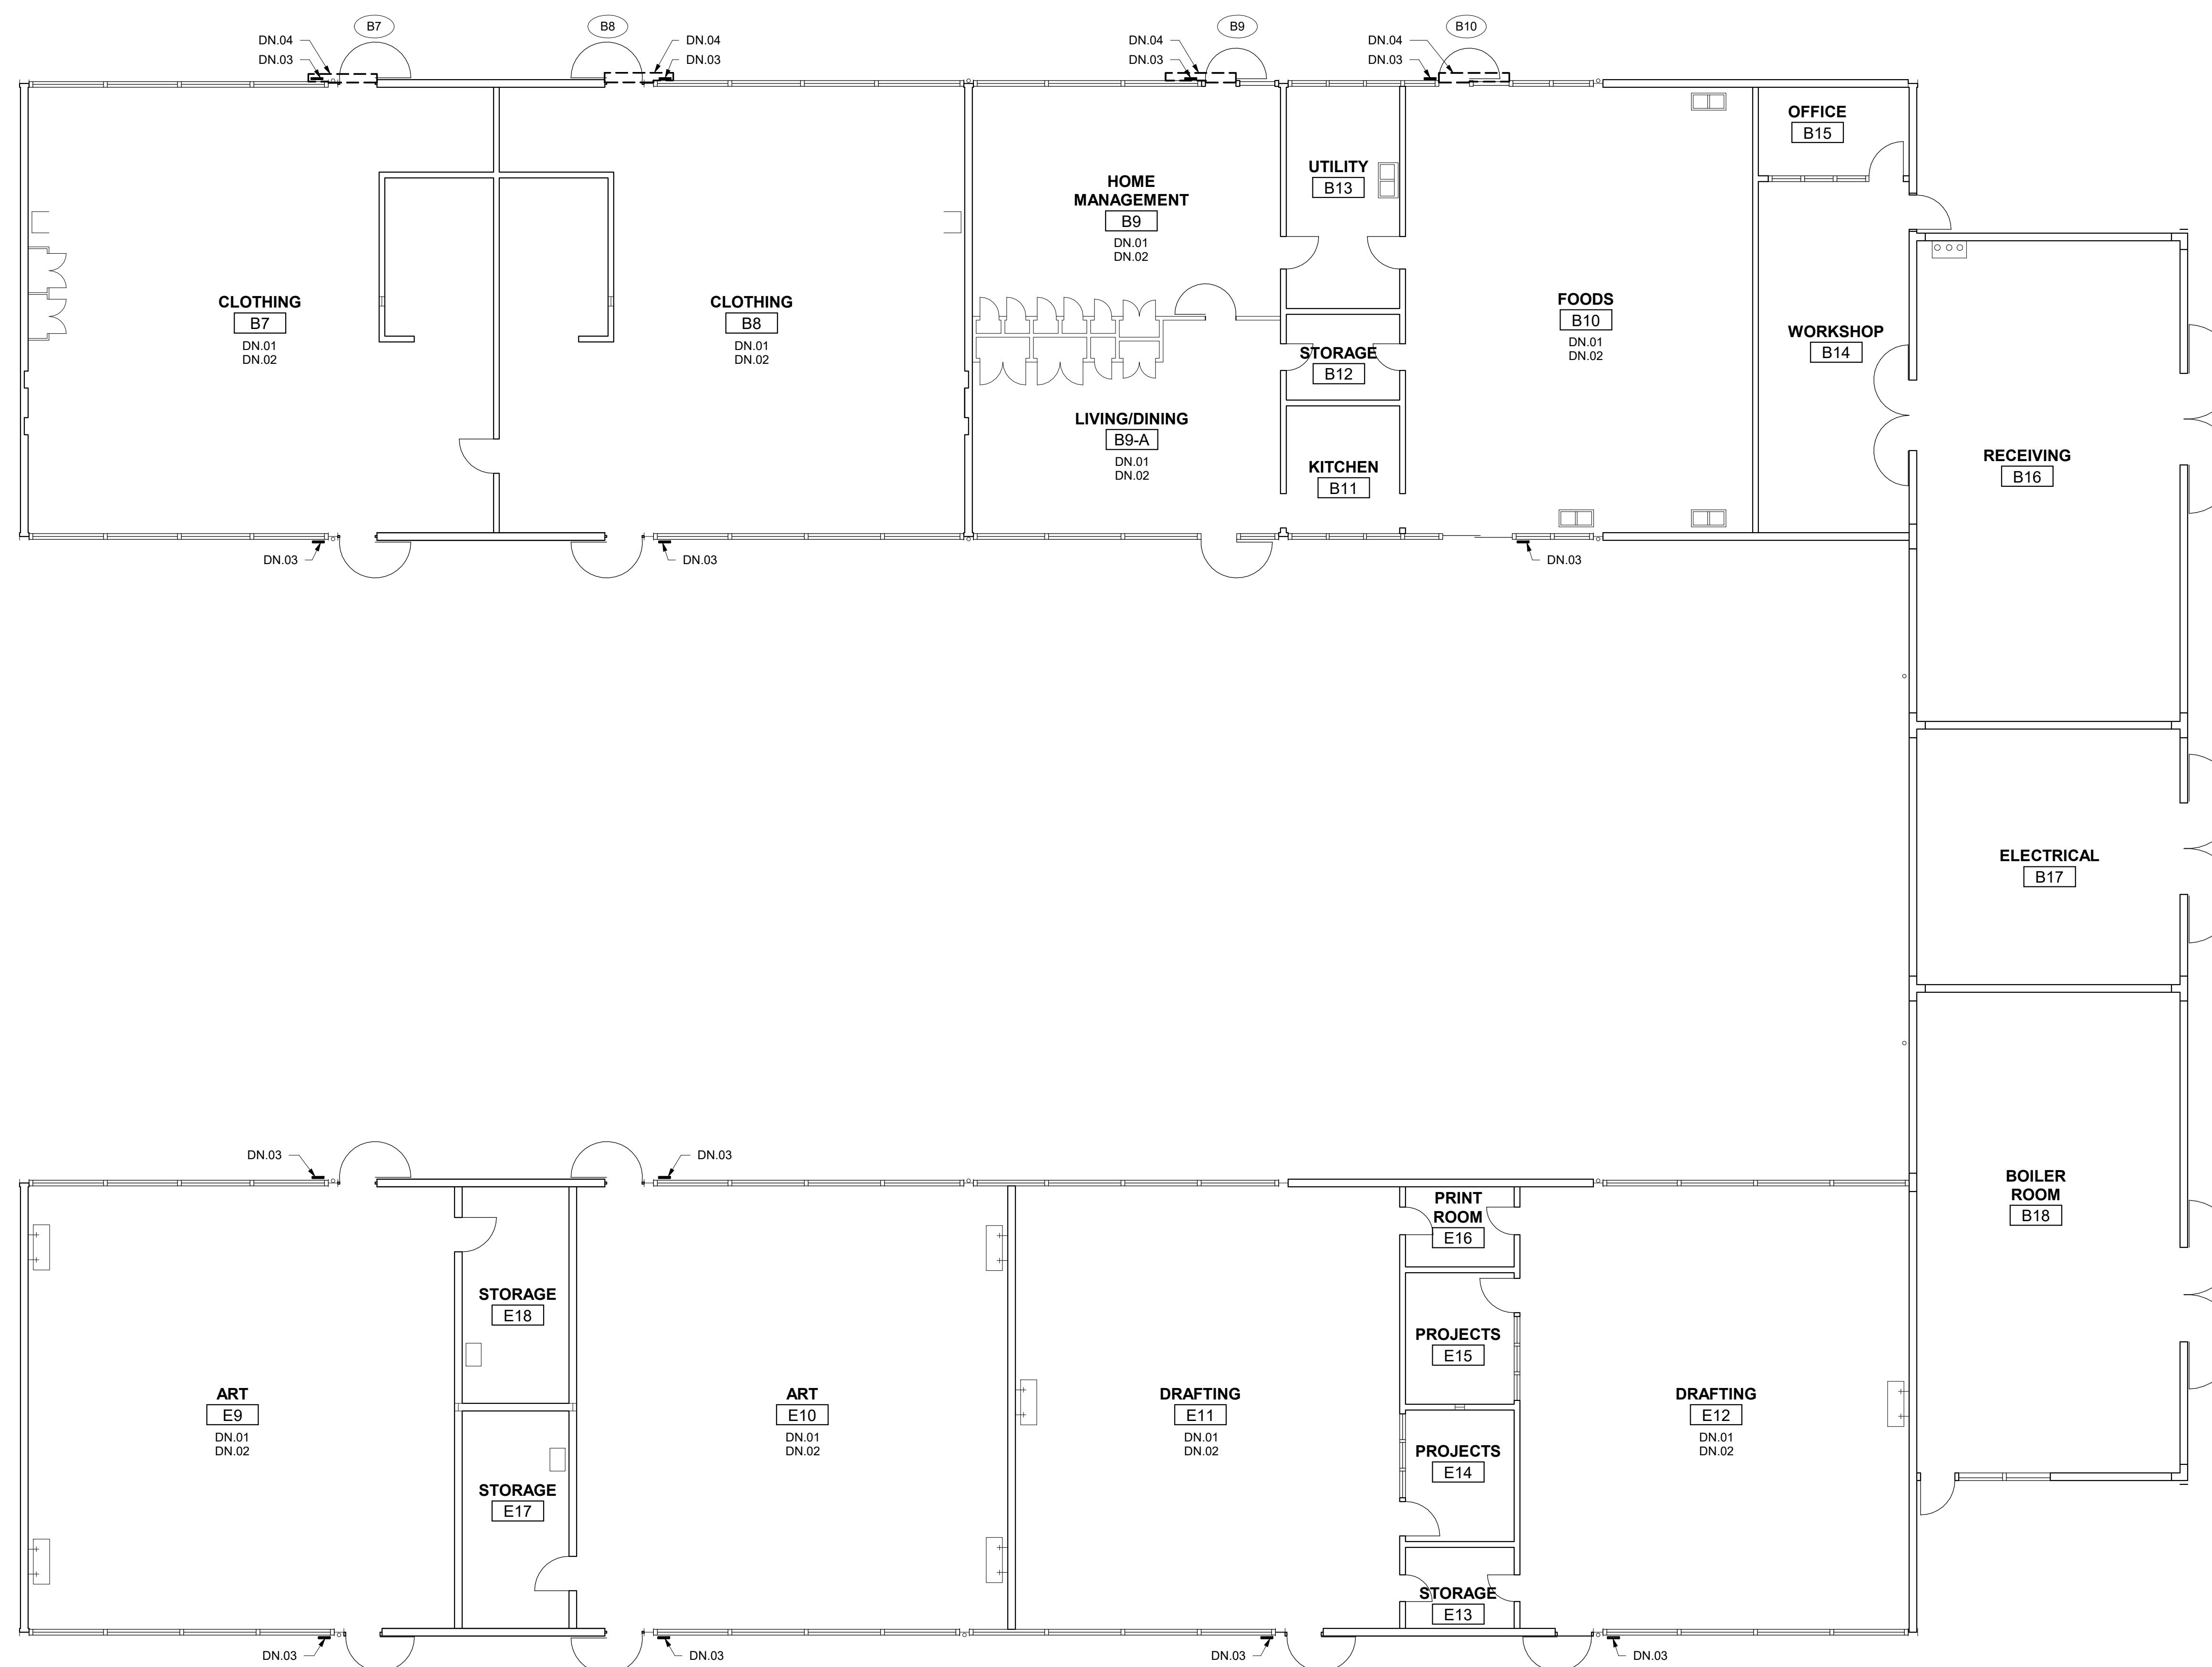 B7
B8
B9
B10
DN.04
DN.03
DN.04
DN.03
DN.04
DN.03
DN.04
DN.03
OFFICE
B15
UTILITY
B13
HOME
MANAGEMENT
B9
DN.01
DN.02
CLOTHING
B7
DN.01
DN.02
CLOTHING
B8
DN.01
DN.02
FOODS
B10
DN.01
DN.02
WORKSHOP
B14
STORAGE
B12
LIVING/DINING
B9-A
DN.01
DN.02
KITCHEN
B11
RECEIVING
B16
DN.03
DN.03
DN.03
ELECTRICAL
B17
DN.03
DN.03
BOILER
ROOM
B18
PRINT
ROOM
E16
STORAGE
E18
PROJECTS
E15
ART
E9
DN.01
DN.02
ART
E10
DN.01
DN.02
DRAFTING
E11
DN.01
DN.02
DRAFTING
E12
DN.01
DN.02
PROJECTS
E14
STORAGE
E17
STORAGE
E13
DN.03
DN.03
DN.03
DN.03